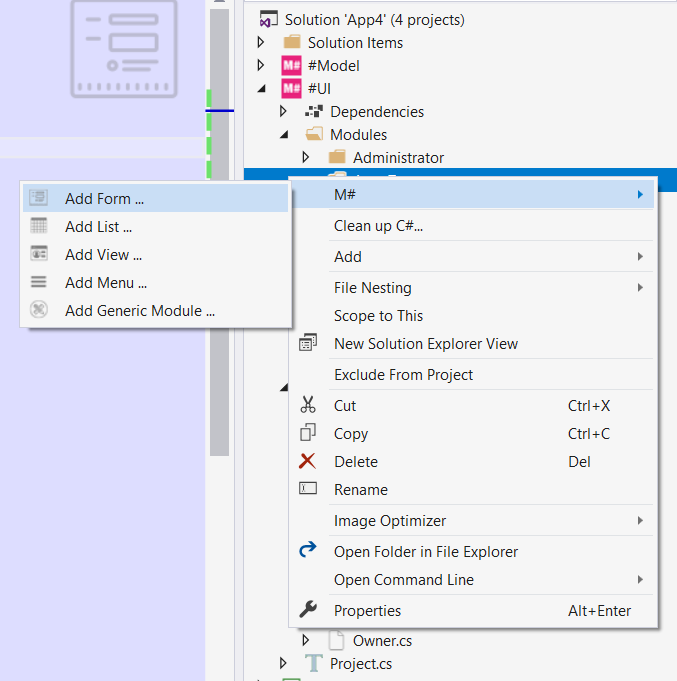 Solution 'App4' (4 projects)
Solution Items
M# #Model
M# #UI
Dependencies
Modules
Administrator
Add Form ...
Add List ...
Add View ...
Add Menu ...
Add Generic Module ...
M#
Clean up C#...
Add
File Nesting
Scope to This
New Solution Explorer View
Exclude From Project
Cut Ctrl+X
Copy Ctrl+C
Delete Del
Rename
Image Optimizer
Open Folder in File Explorer
Open Command Line
Properties Alt+Enter
Owner.cs
Project.cs